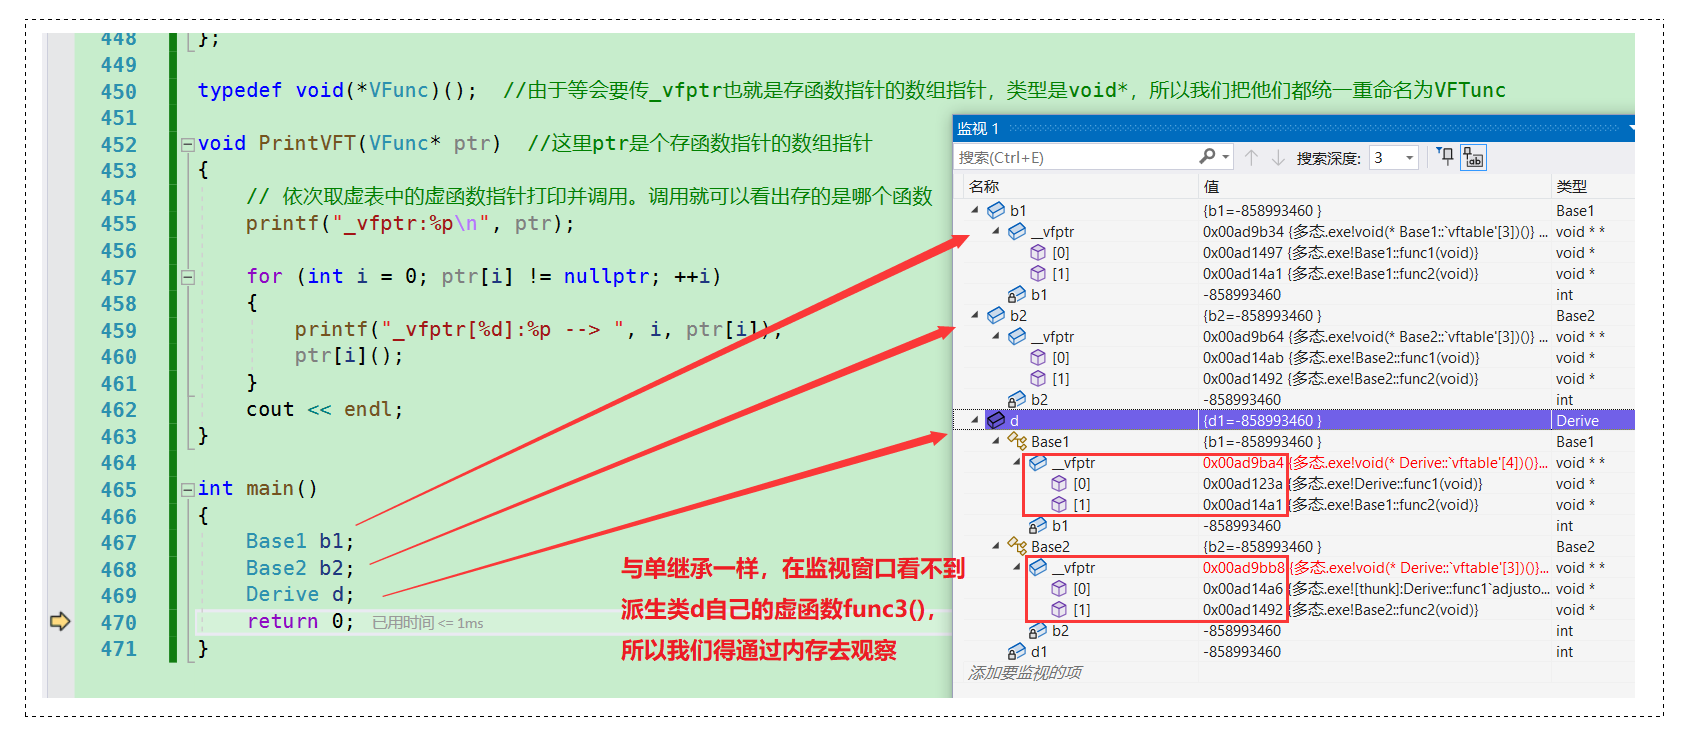 448 };
449
450 typedef void(*VFunc)(); //由于等会要传_vfptr也就是存函数指针的数组指针，类型是void*，所以我们把他们都统一重命名为VFTunc
451
452 void PrintVFT(VFunc* ptr) //这里ptr是个存函数指针的数组指针
453 {
454 // 依次取虚表中的虚函数指针打印并调用。调用就可以看出存的是哪个函数
455 printf("_vfptr:%p\n", ptr);
456
457 for (int i = 0; ptr[i] != nullptr; ++i)
458 {
459 printf("_vfptr[%d]:%p --> ", i, ptr[i]);
460 ptr[i]();
461 }
462 cout << endl;
463 }
464
465 int main()
466 {
467 Base1 b1;
468 Base2 b2;
469 Derive d;
470 return 0; 已用时间 <= 1ms
471 }
与单继承一样，在监视窗口看不到
派生类d自己的虚函数func3()，
所以我们得通过内存去观察
监视 1
搜索(Ctrl+E) 搜索深度: 3
名称 值 类型
b1 {b1=-858993460 } Base1
__vfptr 0x00ad9b34 {多态.exe!void(* Base1::`vftable'[3])()} ... void * *
[0] 0x00ad1497 {多态.exe!Base1::func1(void)} void *
[1] 0x00ad14a1 {多态.exe!Base1::func2(void)} void *
b1 -858993460 int
b2 {b2=-858993460 } Base2
__vfptr 0x00ad9b64 {多态.exe!void(* Base2::`vftable'[3])()} ... void * *
[0] 0x00ad14ab {多态.exe!Base2::func1(void)} void *
[1] 0x00ad1492 {多态.exe!Base2::func2(void)} void *
b2 -858993460 int
d {d1=-858993460 } Derive
Base1 {b1=-858993460 } Base1
__vfptr 0x00ad9ba4 {多态.exe!void(* Derive::`vftable'[4])()}... void * *
[0] 0x00ad123a {多态.exe!Derive::func1(void)} void *
[1] 0x00ad14a1 {多态.exe!Base1::func2(void)} void *
b1 -858993460 int
Base2 {b2=-858993460 } Base2
__vfptr 0x00ad9bb8 {多态.exe!void(* Derive::`vftable'[3])()}... void * *
[0] 0x00ad14a6 {多态.exe![thunk]:Derive::func1`adjusto... void *
[1] 0x00ad1492 {多态.exe!Base2::func2(void)} void *
b2 -858993460 int
d1 -858993460 int
添加要监视的项